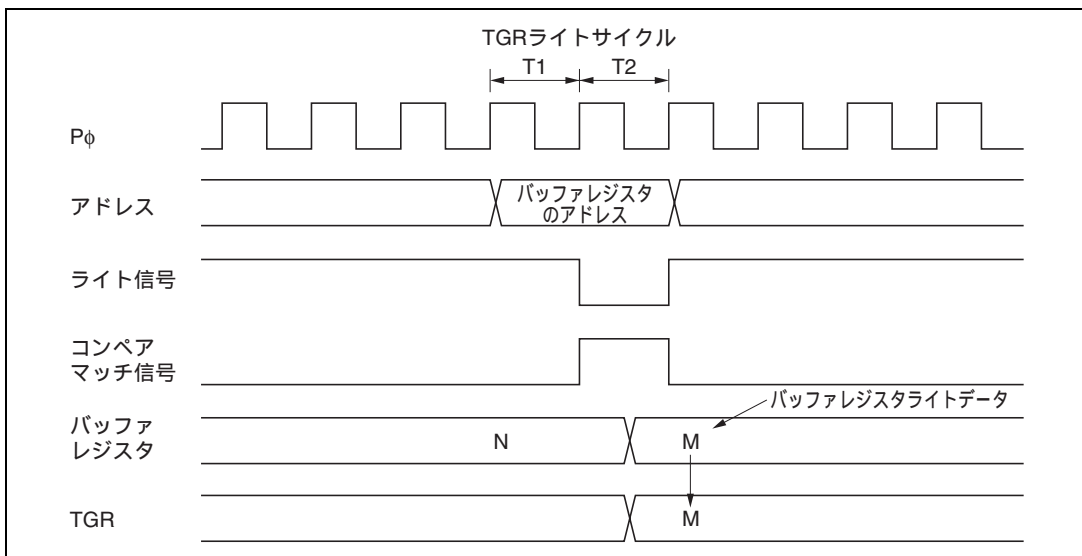 TGRライトサイクル
T1 T2
Pφ
アドレス
バッファレジスタ
のアドレス
ライト信号
コンペア
マッチ信号
バッファレジスタライトデータ
バッファ
レジスタ
N M
TGR
M